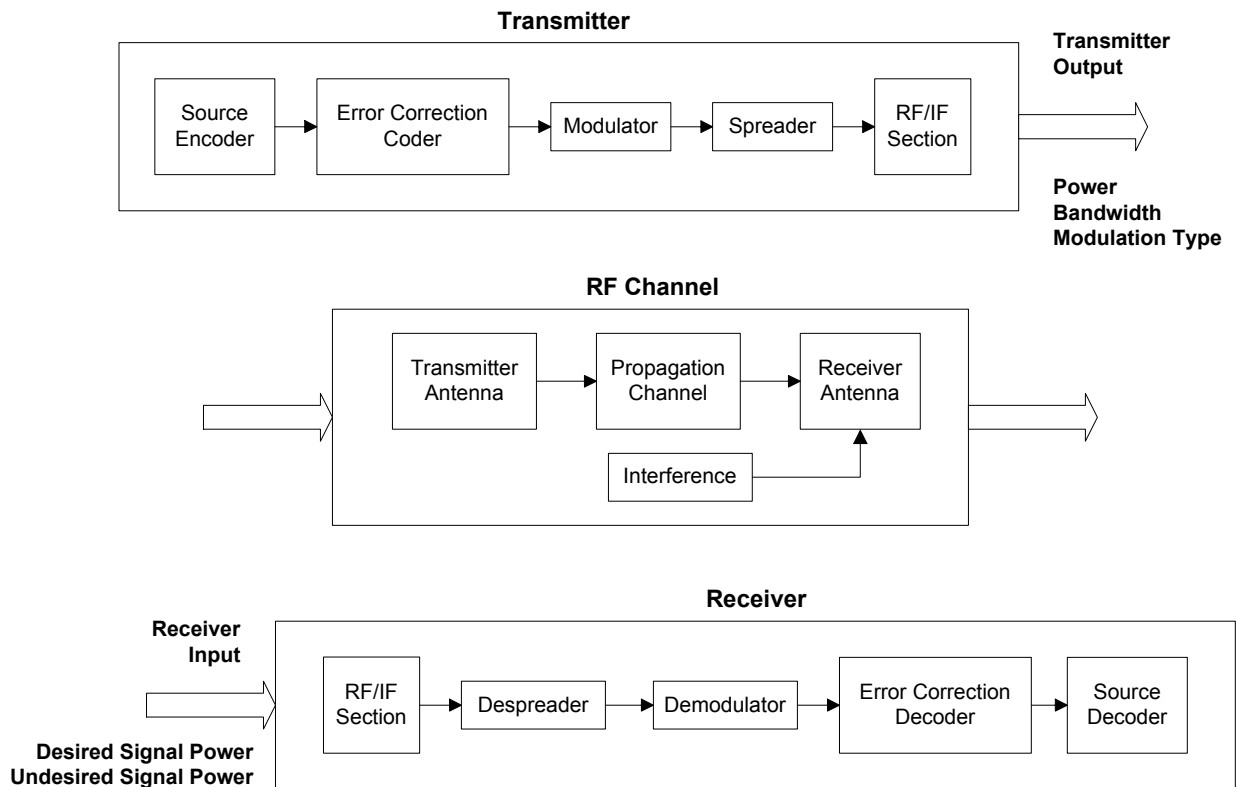 Transmitter
Source
Encoder
Error Correction
Coder
Modulator
Spreader
RF/IF
Section
Transmitter
Output
Power
Bandwidth
Modulation Type
RF Channel
Transmitter
Antenna
Propagation
Channel
Receiver
Antenna
Interference
Receiver
Receiver
Input
Desired Signal Power
Undesired Signal Power
RF/IF
Section
Despreader
Demodulator
Error Correction
Decoder
Source
Decoder